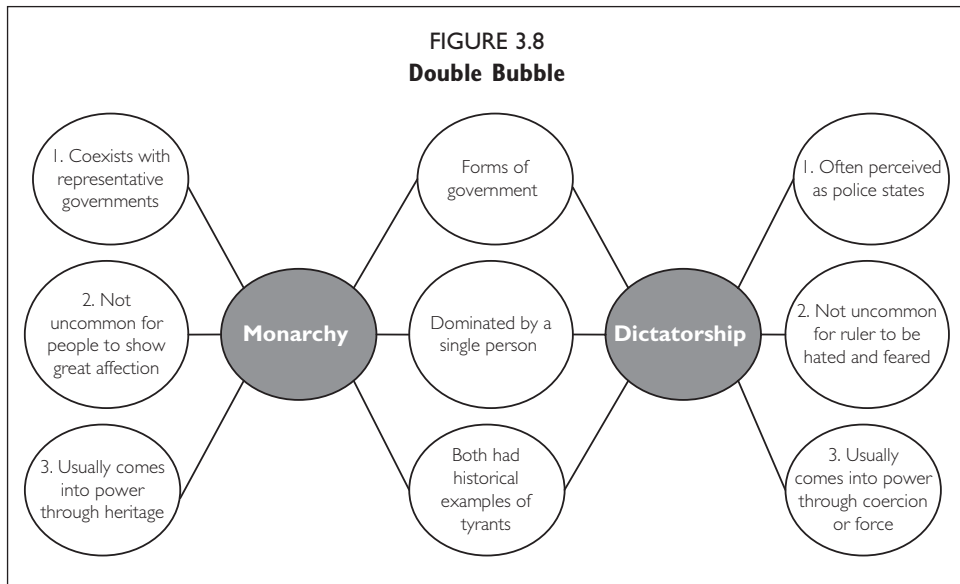 FIGURE 3.8
Double Bubble
1. Coexists with
representative
governments
Forms of
government
1. Often perceived
as police states
2. Not
uncommon for
people to show
great affection
Monarchy
Dominated by a
single person
Dictatorship
2. Not uncommon
for ruler to be
hated and feared
3. Usually comes
into power
through heritage
Both had
historical
examples of
tyrants
3. Usually
comes into power
through coercion
or force